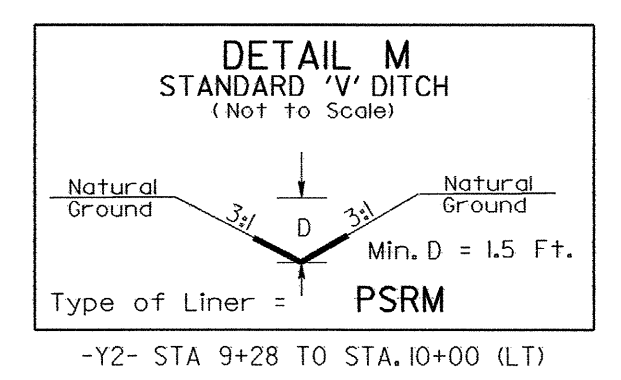 DETAIL M
STANDARD 'V' DITCH
(Not to Scale)
Natural
Ground
3:1
D
3:1
Natural
Ground
Min. D = 1.5 Ft.
Type of Liner = PSRM
-Y2- STA 9+28 TO STA. 10+00 (LT)